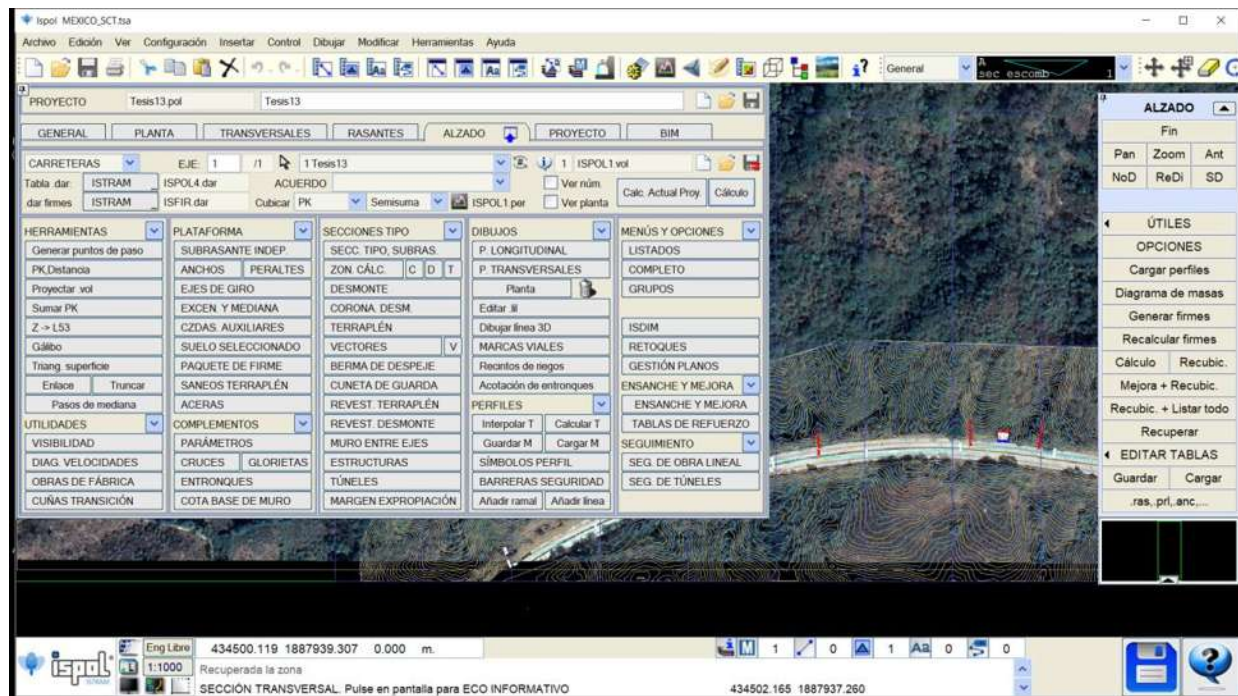 Ispol MEXICO_SCT.tsa
Archivo Edición Ver Configuración Insertar Control Dibujar Modificar Herramientas Ayuda
General
A
sec escomb 1
PROYECTO Tesis13.pol Tesis13
GENERAL PLANTA TRANSVERSALES RASANTES ALZADO PROYECTO BIM
CARRETERAS EJE: 1 /1 1 Tesis13 1 ISPOL1.vol
Tabla .dar: ISTRAM ISPOL4.dar ACUERDO Ver núm.
dar firmes ISTRAM ISFIR.dar Cubicar PK Semisuma ISPOL1.per Ver planta
Calc. Actual Proy. Cálculo
HERRAMIENTAS
Generar puntos de paso
PK,Distancia
Proyectar .vol
Sumar PK
Z -> L53
Gálibo
Triang. superficie
Enlace Truncar
Pasos de mediana
UTILIDADES
VISIBILIDAD
DIAG. VELOCIDADES
OBRAS DE FÁBRICA
CUÑAS TRANSICIÓN
PLATAFORMA
SUBRASANTE INDEP.
ANCHOS PERALTES
EJES DE GIRO
EXCEN. Y MEDIANA
CZDAS. AUXILIARES
SUELO SELECCIONADO
PAQUETE DE FIRME
SANEOS TERRAPLÉN
ACERAS
COMPLEMENTOS
PARÁMETROS
CRUCES GLORIETAS
ENTRONQUES
COTA BASE DE MURO
SECCIONES TIPO
SECC. TIPO, SUBRAS.
ZON. CÁLC. C D T
DESMONTE
CORONA. DESM.
TERRAPLÉN
VECTORES V
BERMA DE DESPEJE
CUNETA DE GUARDA
REVEST. TERRAPLÉN
REVEST. DESMONTE
MURO ENTRE EJES
ESTRUCTURAS
TÚNELES
MARGEN EXPROPIACIÓN
DIBUJOS
P. LONGITUDINAL
P. TRANSVERSALES
Planta
Editar .lil
Dibujar línea 3D
MARCAS VIALES
Recintos de riegos
Acotación de entronques
PERFILES
Interpolar T Calcular T
Guardar M Cargar M
SÍMBOLOS PERFIL
BARRERAS SEGURIDAD
Añadir ramal Añadir línea
MENÚS Y OPCIONES
LISTADOS
COMPLETO
GRUPOS
ISDIM
RETOQUES
GESTIÓN PLANOS
ENSANCHE Y MEJORA
ENSANCHE Y MEJORA
TABLAS DE REFUERZO
SEGUIMIENTO
SEG. DE OBRA LINEAL
SEG. DE TÚNELES
ALZADO
Fin
Pan Zoom Ant
NoD ReDi SD
ÚTILES
OPCIONES
Cargar perfiles
Diagrama de masas
Generar firmes
Recalcular firmes
Cálculo Recubic.
Mejora + Recubic.
Recubic. + Listar todo
Recuperar
EDITAR TABLAS
Guardar Cargar
.ras,.prl,.anc,...
ispol
ISTRAM
Eng Libre 434500.119 1887939.307 0.000 m. M 1 0 1 Aa 0 0
1:1000 Recuperada la zona
SECCIÓN TRANSVERSAL. Pulse en pantalla para ECO INFORMATIVO 434502.165 1887937.260